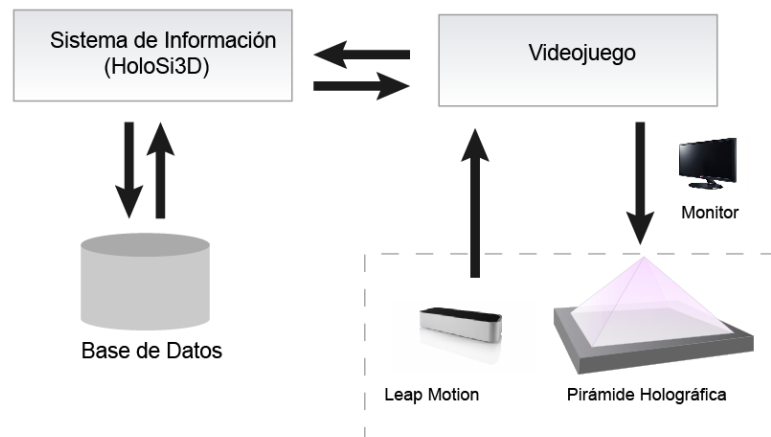 Sistema de Información
(HoloSi3D)
Videojuego
Monitor
Base de Datos
Leap Motion
Pirámide Holográfica